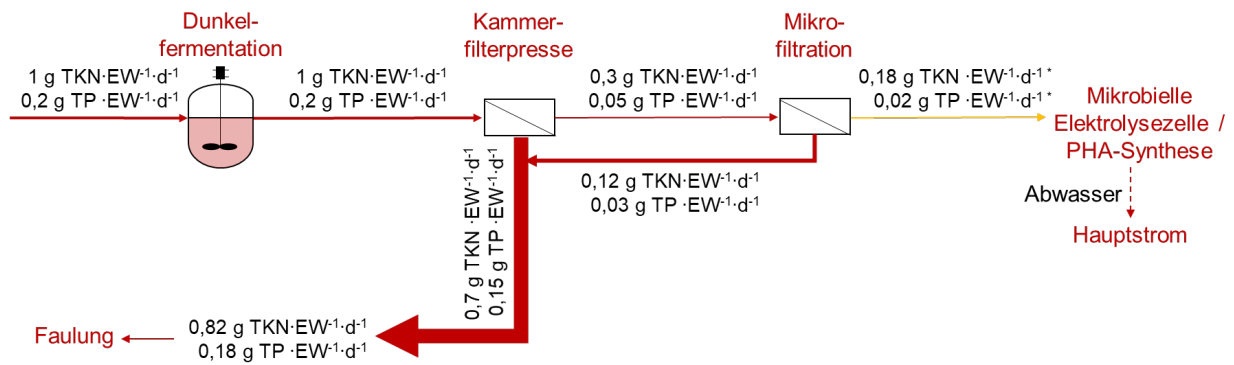 Dunkel-
fermentation
Kammer-
filterpresse
Mikro-
filtration
1 g TKN·EW⁻¹·d⁻¹
0,2 g TP ·EW⁻¹·d⁻¹
1 g TKN·EW⁻¹·d⁻¹
0,2 g TP ·EW⁻¹·d⁻¹
0,3 g TKN·EW⁻¹·d⁻¹
0,05 g TP ·EW⁻¹·d⁻¹
0,18 g TKN ·EW⁻¹·d⁻¹ *
0,02 g TP ·EW⁻¹·d⁻¹ *
Mikrobielle
Elektrolysezelle /
PHA-Synthese
Abwasser
Hauptstrom
0,12 g TKN·EW⁻¹·d⁻¹
0,03 g TP ·EW⁻¹·d⁻¹
0,7 g TKN ·EW⁻¹·d⁻¹
0,15 g TP ·EW⁻¹·d⁻¹
Faulung
0,82 g TKN·EW⁻¹·d⁻¹
0,18 g TP ·EW⁻¹·d⁻¹